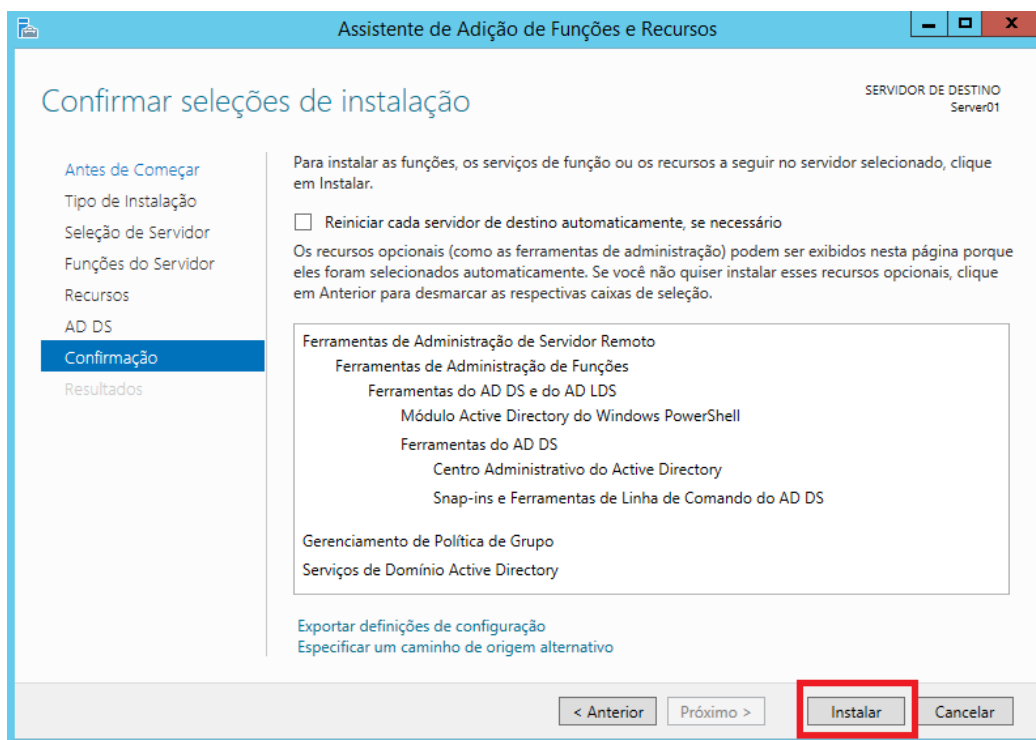 Assistente de Adição de Funções e Recursos
Confirmar seleções de instalação
SERVIDOR DE DESTINO
Server01
Antes de Começar
Tipo de Instalação
Seleção de Servidor
Funções do Servidor
Recursos
AD DS
Confirmação
Resultados
Para instalar as funções, os serviços de função ou os recursos a seguir no servidor selecionado, clique
em Instalar.
Reiniciar cada servidor de destino automaticamente, se necessário
Os recursos opcionais (como as ferramentas de administração) podem ser exibidos nesta página porque
eles foram selecionados automaticamente. Se você não quiser instalar esses recursos opcionais, clique
em Anterior para desmarcar as respectivas caixas de seleção.
Ferramentas de Administração de Servidor Remoto
Ferramentas de Administração de Funções
Ferramentas do AD DS e do AD LDS
Módulo Active Directory do Windows PowerShell
Ferramentas do AD DS
Centro Administrativo do Active Directory
Snap-ins e Ferramentas de Linha de Comando do AD DS
Gerenciamento de Política de Grupo
Serviços de Domínio Active Directory
Exportar definições de configuração
Especificar um caminho de origem alternativo
< Anterior
Próximo >
Instalar
Cancelar